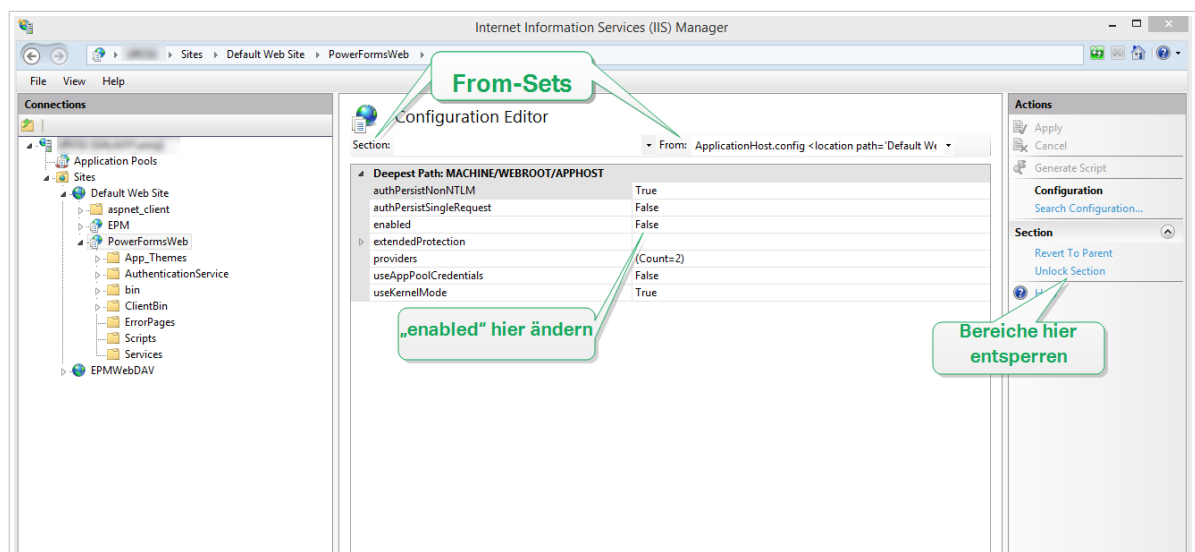 Internet Information Services (IIS) Manager
Sites
Default Web Site
PowerFormsWeb
File View Help
From-Sets
Connections
Application Pools
Sites
Default Web Site
aspnet_client
EPM
PowerFormsWeb
App_Themes
AuthenticationService
bin
ClientBin
ErrorPages
Scripts
Services
EPMWebDAV
Configuration Editor
Section:
From: ApplicationHost.config <location path='Default We
Deepest Path: MACHINE/WEBROOT/APPHOST
authPersistNonNTLM True
authPersistSingleRequest False
enabled False
extendedProtection
providers (Count=2)
useAppPoolCredentials False
useKernelMode True
„enabled“ hier ändern
Actions
Apply
Cancel
Generate Script
Configuration
Search Configuration...
Section
Revert To Parent
Unlock Section
Bereiche hier
entsperren